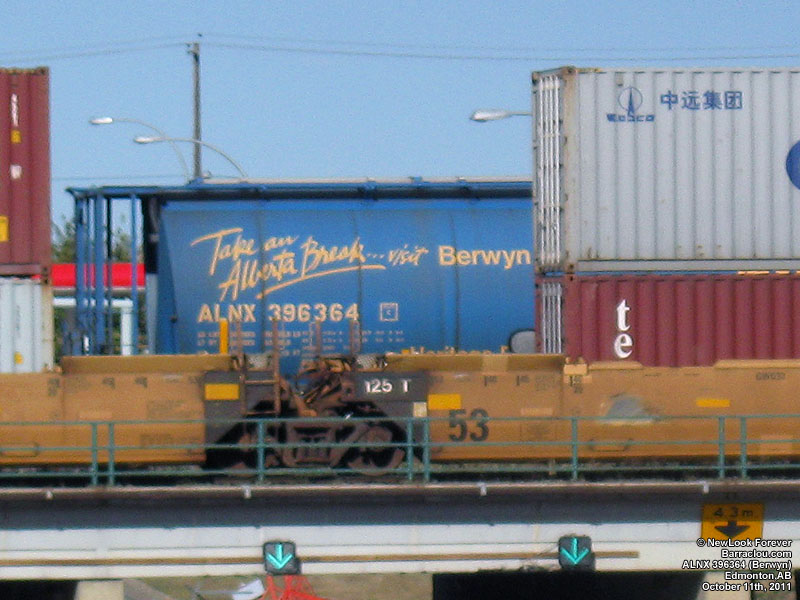 中远集团
Take an
Alberta Break...visit Berwyn
ALNX 396364
te
125 T
53
4.3 m
© NewLook Forever
Barraclou.com
ALNX 396364 (Berwyn)
Edmonton,AB
October 11th, 2011